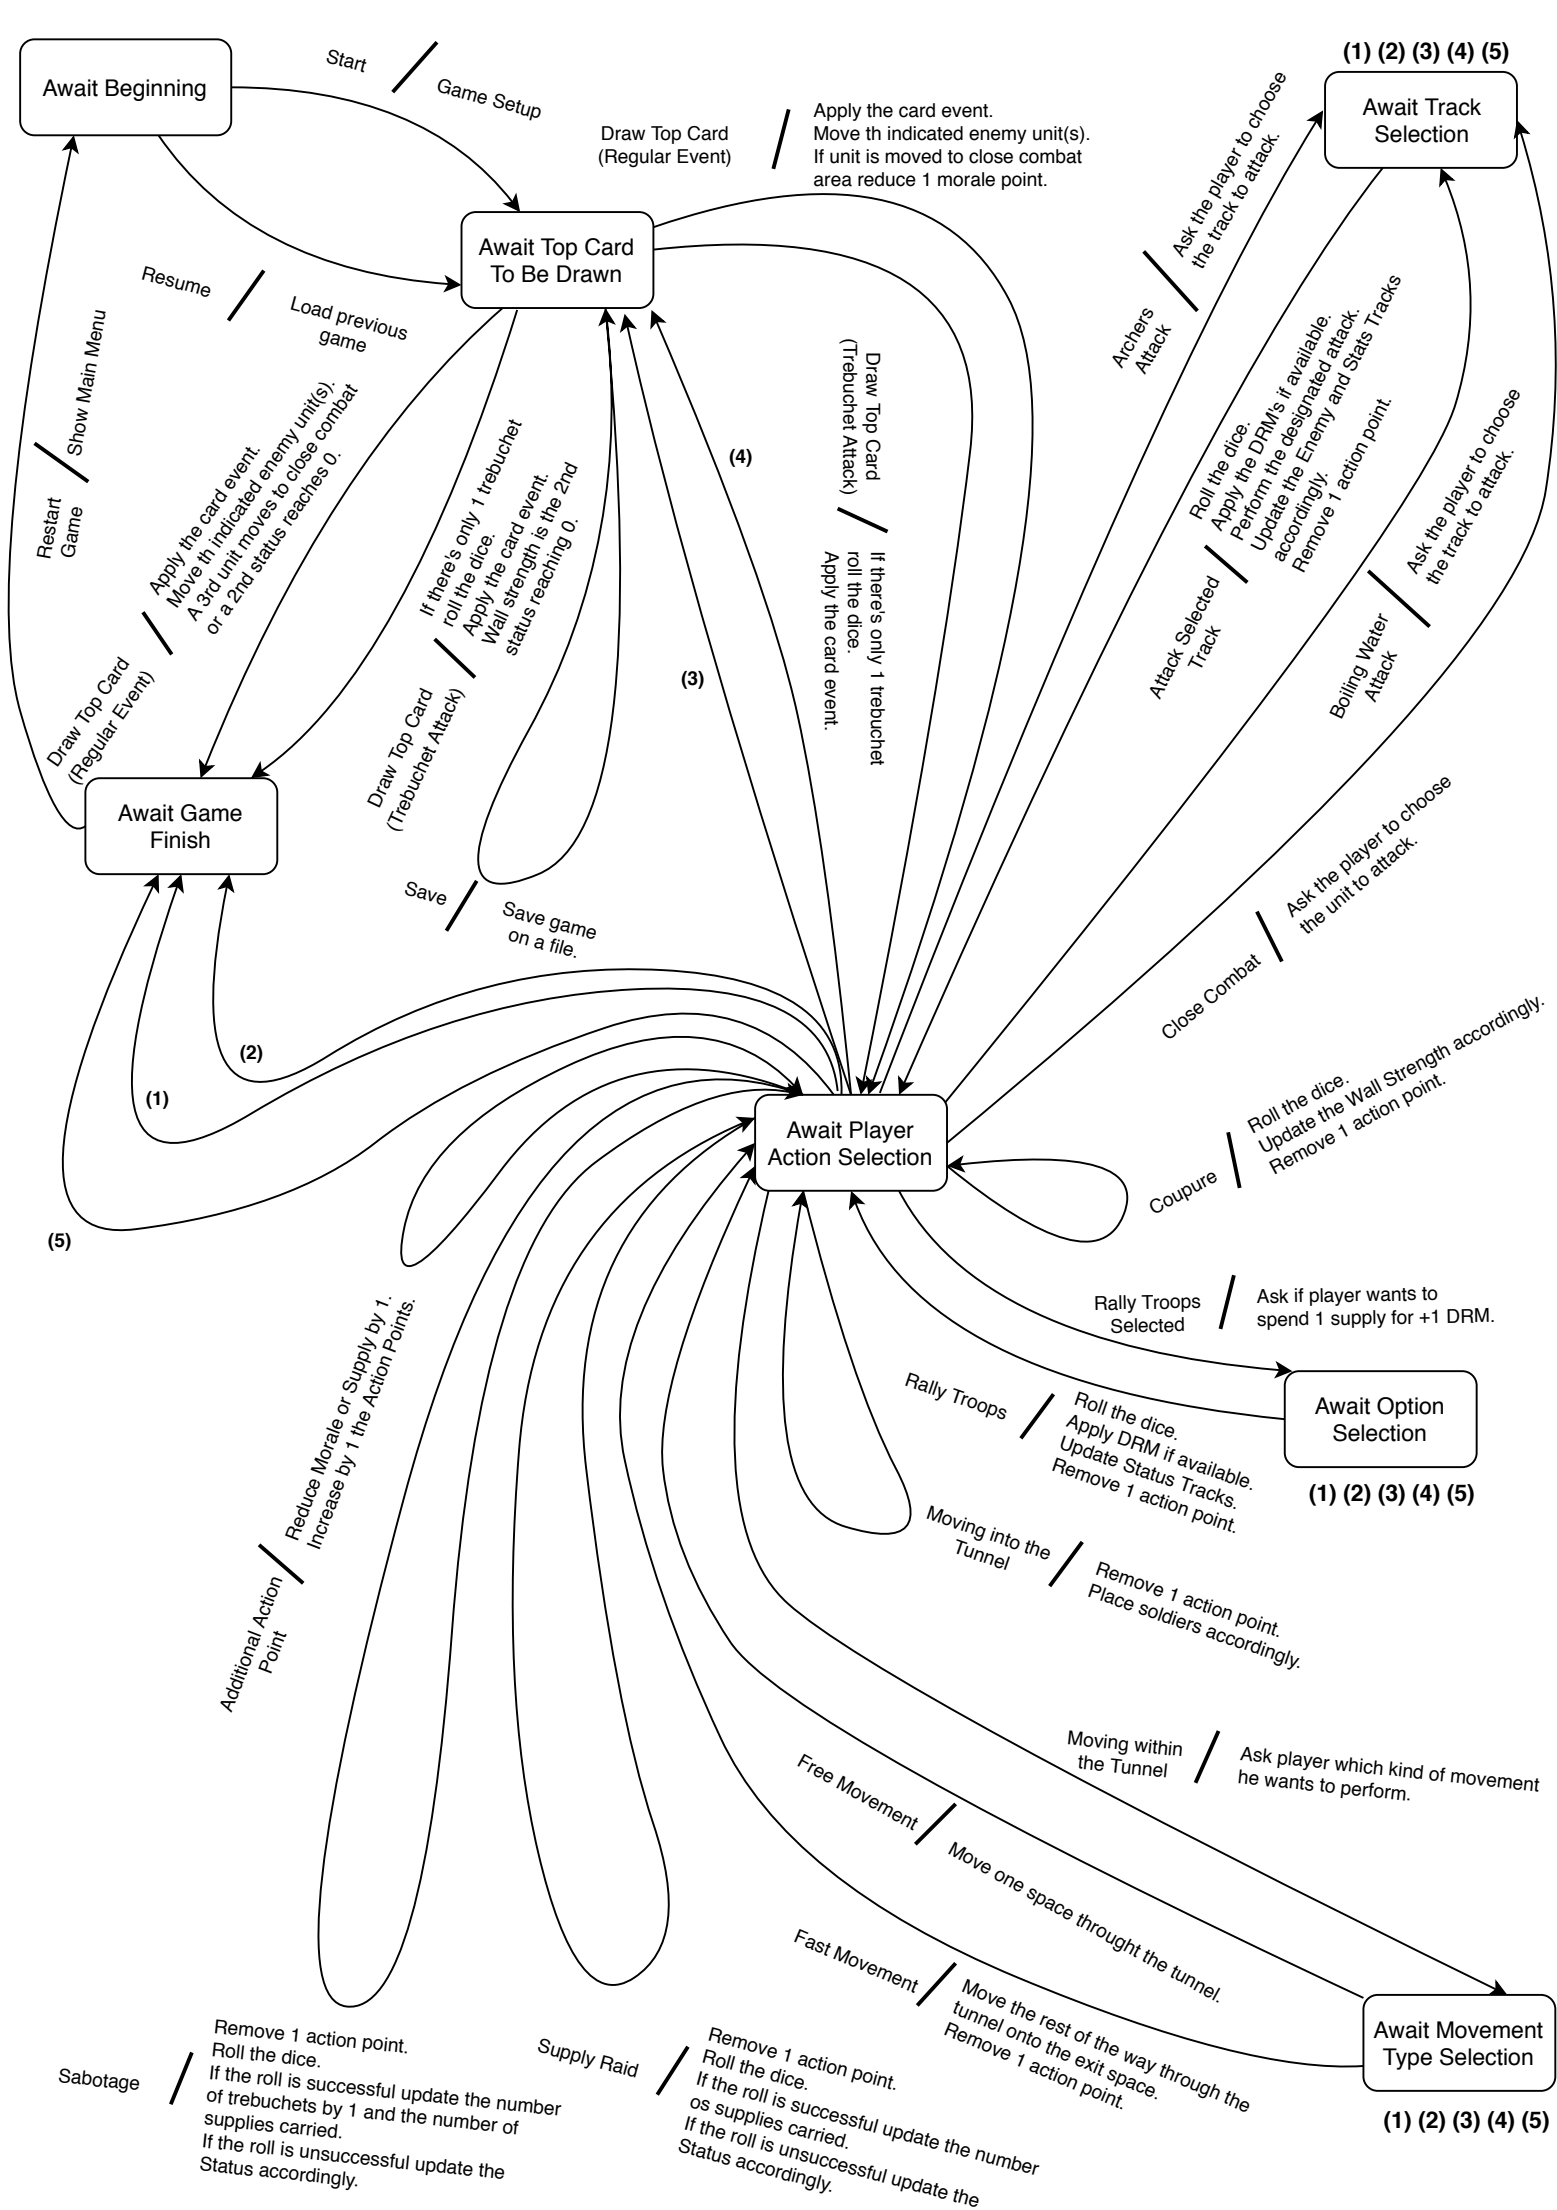 Await Beginning
Start
Game Setup
Draw Top Card
(Regular Event)
Apply the card event.
Move th indicated enemy unit(s).
If unit is moved to close combat
area reduce 1 morale point.
(1) (2) (3) (4) (5)
Await Track
Selection
Await Top Card
To Be Drawn
Resume
Load previous
game
Restart
Game
Show Main Menu
Draw Top Card
(Regular Event)
Apply the card event.
Move th indicated enemy unit(s).
A 3rd unit moves to close combat
or a 2nd status reaches 0.
Draw Top Card
(Trebuchet Attack)
If there's only 1 trebuchet
roll the dice.
Apply the card event.
Wall strength is the 2nd
status reaching 0.
(4)
(3)
Draw Top Card
(Trebuchet Attack)
If there's only 1 trebuchet
roll the dice.
Apply the card event.
Archers
Attack
Ask the player to choose
the track to attack.
Attack Selected
Track
Roll the dice.
Apply the DRM's if available.
Perform the designated attack.
Update the Enemy and Stats Tracks
accordingly.
Remove 1 action point.
Boiling Water
Attack
Ask the player to choose
the track to attack.
Close Combat
Ask the player to choose
the unit to attack.
Await Game
Finish
Save
Save game
on a file.
(2)
(1)
(5)
Await Player
Action Selection
Coupure
Roll the dice.
Update the Wall Strength accordingly.
Remove 1 action point.
Rally Troops
Selected
Ask if player wants to
spend 1 supply for +1 DRM.
Await Option
Selection
(1) (2) (3) (4) (5)
Rally Troops
Roll the dice.
Apply DRM if available.
Update Status Tracks.
Remove 1 action point.
Moving into the
Tunnel
Remove 1 action point.
Place soldiers accordingly.
Additional Action
Point
Reduce Morale or Supply by 1.
Increase by 1 the Action Points.
Moving within
the Tunnel
Ask player which kind of movement
he wants to perform.
Free Movement
Move one space throught the tunnel.
Fast Movement
Move the rest of the way through the
tunnel onto the exit space.
Remove 1 action point.
Await Movement
Type Selection
(1) (2) (3) (4) (5)
Sabotage
Remove 1 action point.
Roll the dice.
If the roll is successful update the number
of trebuchets by 1 and the number of
supplies carried.
If the roll is unsuccessful update the
Status accordingly.
Supply Raid
Remove 1 action point.
Roll the dice.
If the roll is successful update the number
os supplies carried.
If the roll is unsuccessful update the
Status accordingly.